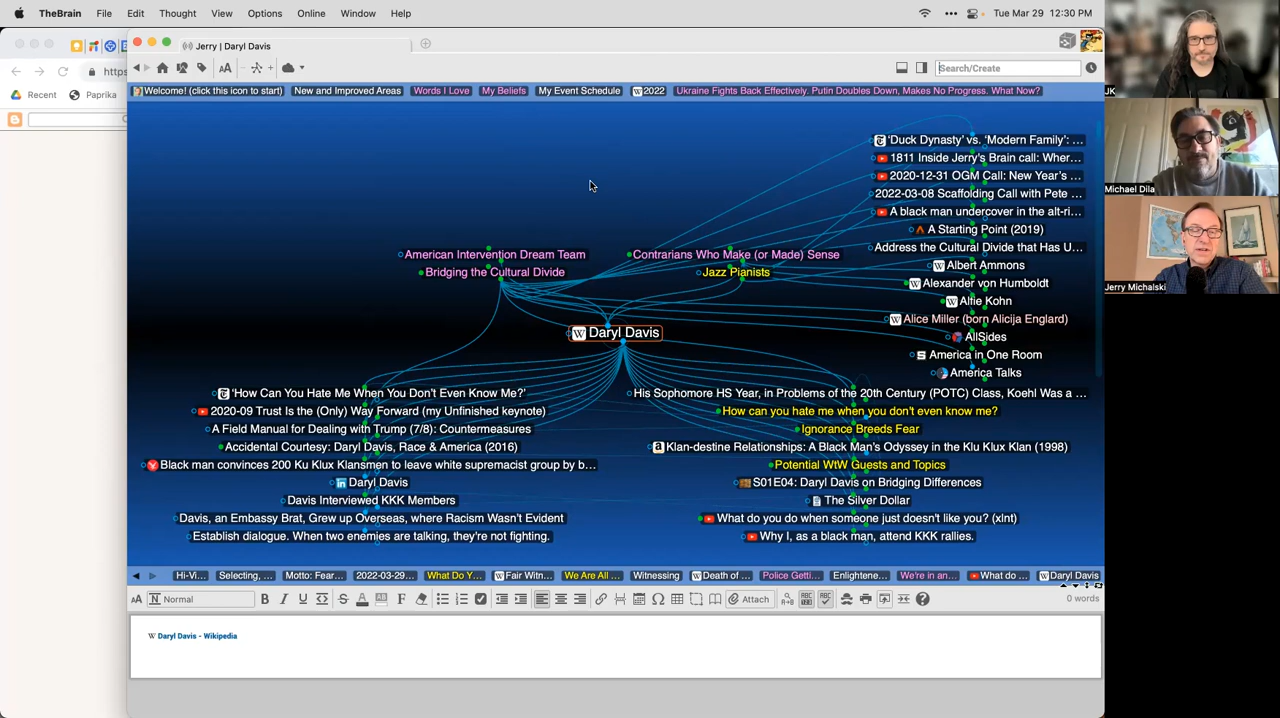 TheBrain File Edit Thought View Options Online Window Help
Tue Mar 29 12:30 PM
Jerry | Daryl Davis
https
Search/Create
Recent Paprika
Welcome! (click this icon to start) New and Improved Areas Words I Love My Beliefs My Event Schedule 2022 Ukraine Fights Back Effectively. Putin Doubles Down, Makes No Progress. What Now?
JK
'Duck Dynasty' vs. 'Modern Family': ...
1811 Inside Jerry's Brain call: Wher...
2020-12-31 OGM Call: New Year's ...
2022-03-08 Scaffolding Call with Pete ...
A black man undercover in the alt-ri...
A Starting Point (2019)
Address the Cultural Divide that Has U...
Albert Ammons
Alexander von Humboldt
Alfie Kohn
Alice Miller (born Alicija Englard)
AllSides
America in One Room
America Talks
Michael Dila
Jerry Michalski
American Intervention Dream Team
Bridging the Cultural Divide
Contrarians Who Make (or Made) Sense
Jazz Pianists
W Daryl Davis
'How Can You Hate Me When You Don't Even Know Me?'
2020-09 Trust Is the (Only) Way Forward (my Unfinished keynote)
A Field Manual for Dealing with Trump (7/8): Countermeasures
Accidental Courtesy: Daryl Davis, Race & America (2016)
Black man convinces 200 Ku Klux Klansmen to leave white supremacist group by b...
Daryl Davis
Davis Interviewed KKK Members
Davis, an Embassy Brat, Grew up Overseas, where Racism Wasn't Evident
Establish dialogue. When two enemies are talking, they're not fighting.
His Sophomore HS Year, in Problems of the 20th Century (POTC) Class, Koehl Was a ...
How can you hate me when you don't even know me?
Ignorance Breeds Fear
Klan-destine Relationships: A Black Man's Odyssey in the Klu Klux Klan (1998)
Potential WtW Guests and Topics
S01E04: Daryl Davis on Bridging Differences
The Silver Dollar
What do you do when someone just doesn't like you? (xlnt)
Why I, as a black man, attend KKK rallies.
Hi-Vi... Selecting, ... Motto: Fear... 2022-03-29... What Do Y... Fair Witn... We Are All ... Witnessing Death of ... Police Getti... Enlightene... We're in an... What do ... Daryl Davis
Normal B I U S A Attach 0 words
W Daryl Davis - Wikipedia